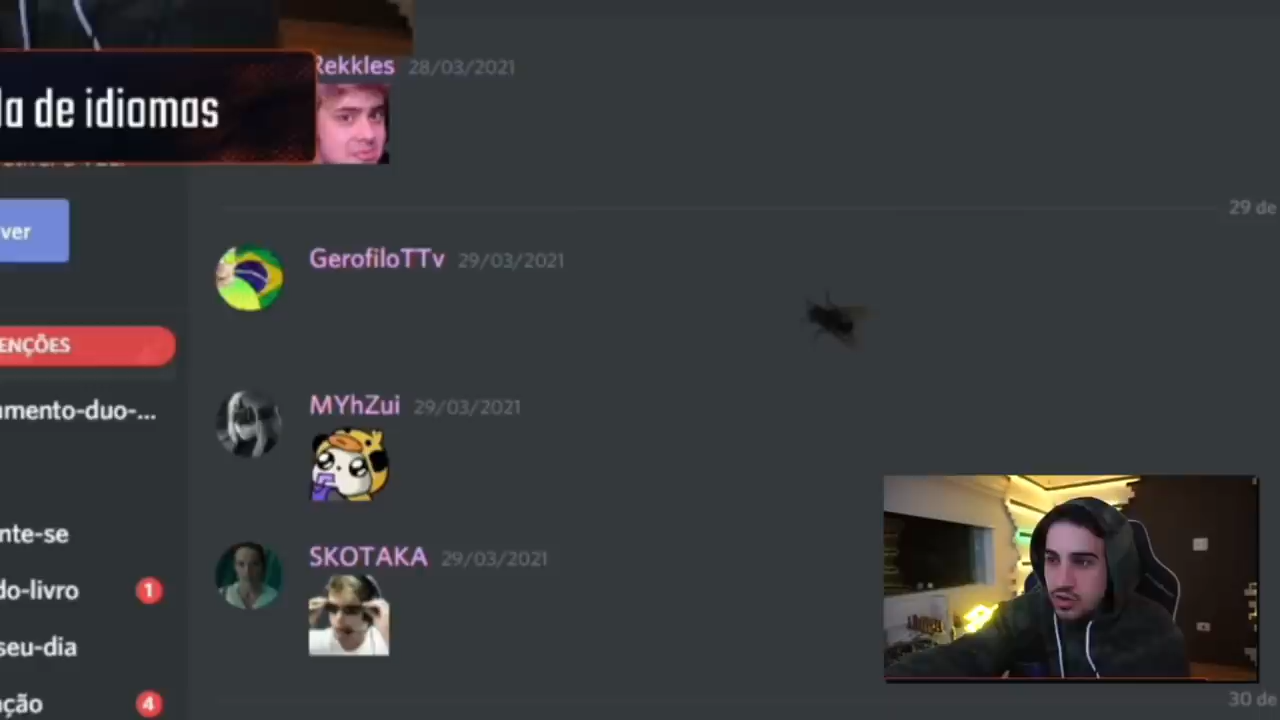 Rekkles 28/03/2021
la de idiomas
29 de
ver
GerofiloTTv 29/03/2021
ENÇÕES
MYhZui 29/03/2021
amento-duo-...
nte-se
SKOTAKA 29/03/2021
do-livro 1
seu-dia
ação 4
30 de